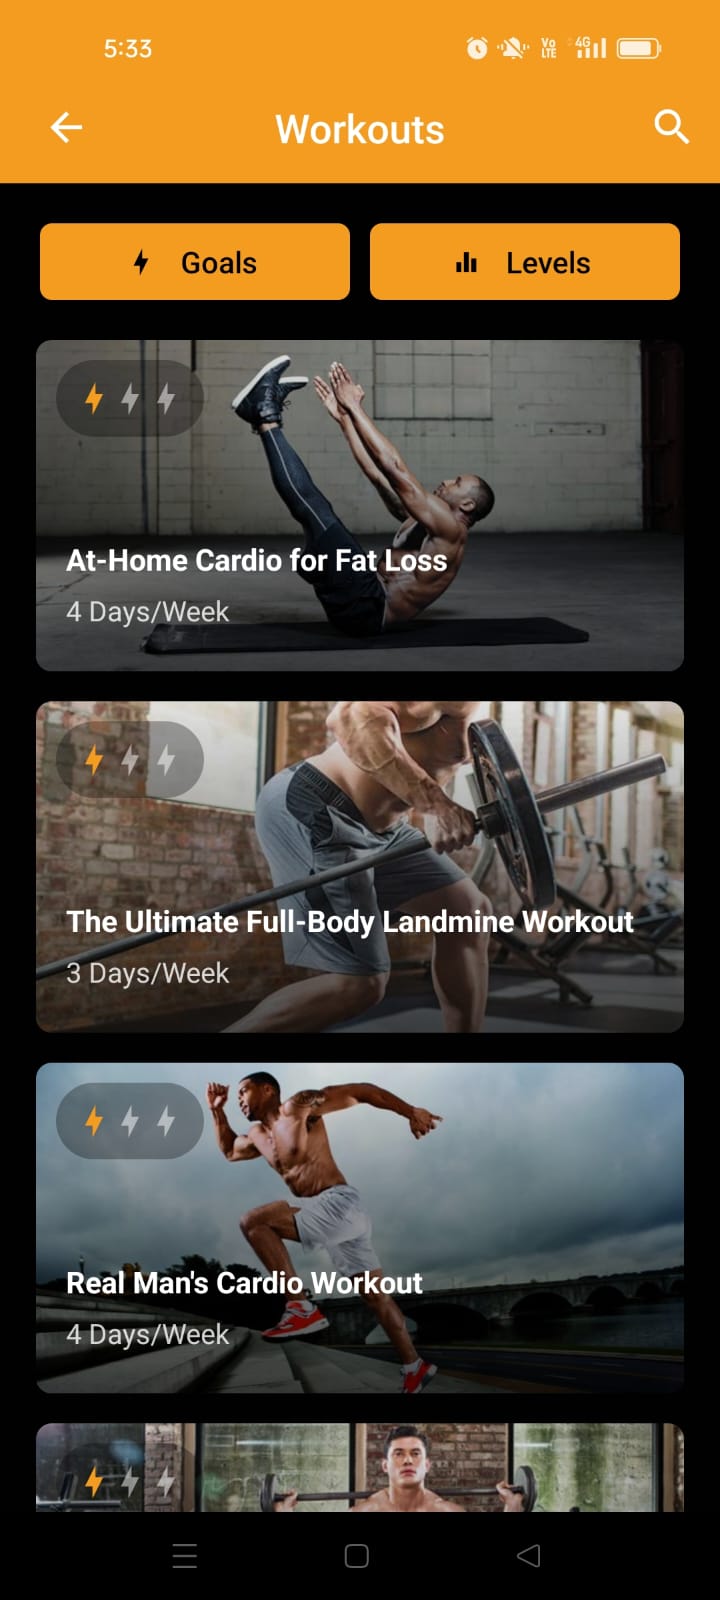 5:33
Vo
LTE
4G
Workouts
Goals
Levels
At-Home Cardio for Fat Loss
4 Days/Week
The Ultimate Full-Body Landmine Workout
3 Days/Week
Real Man's Cardio Workout
4 Days/Week